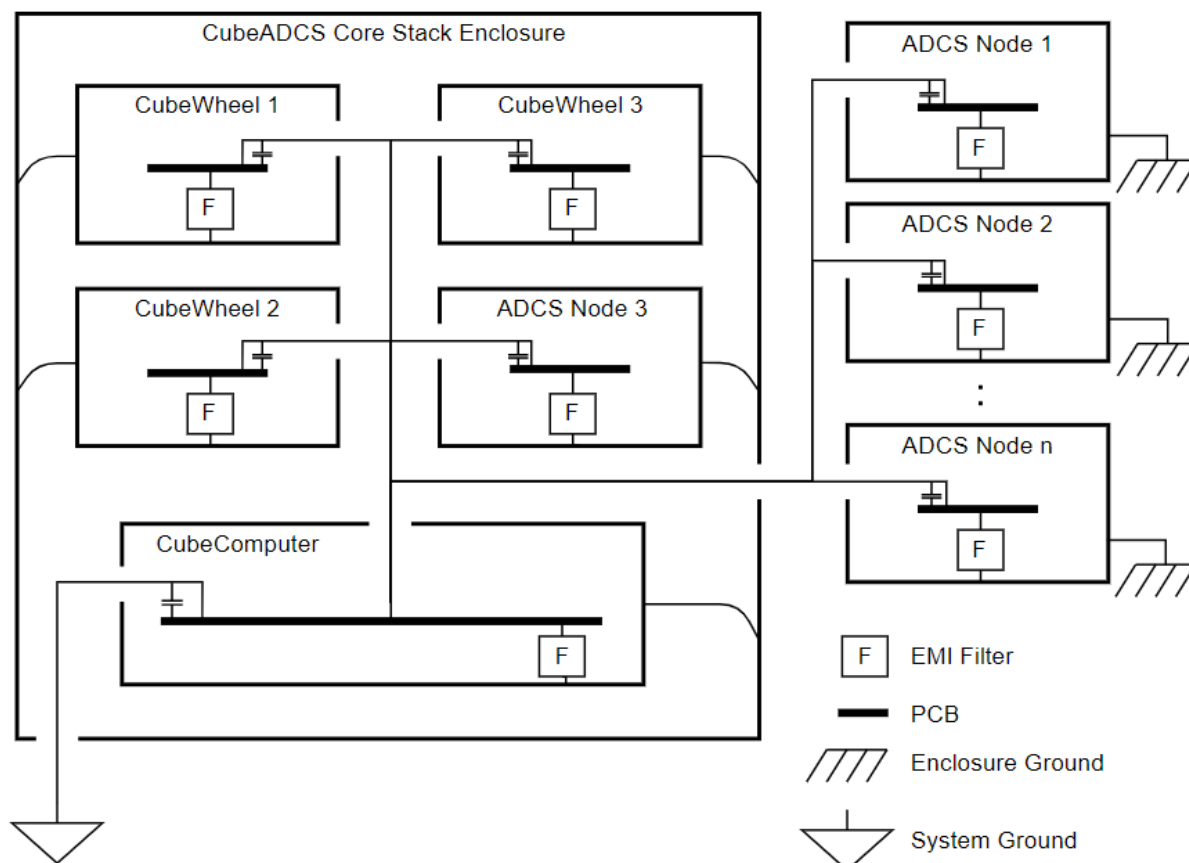 CubeADCS Core Stack Enclosure
CubeWheel 1
F
CubeWheel 3
F
CubeWheel 2
F
ADCS Node 3
F
CubeComputer
F
ADCS Node 1
F
ADCS Node 2
F
:
ADCS Node n
F
F EMI Filter
PCB
Enclosure Ground
System Ground